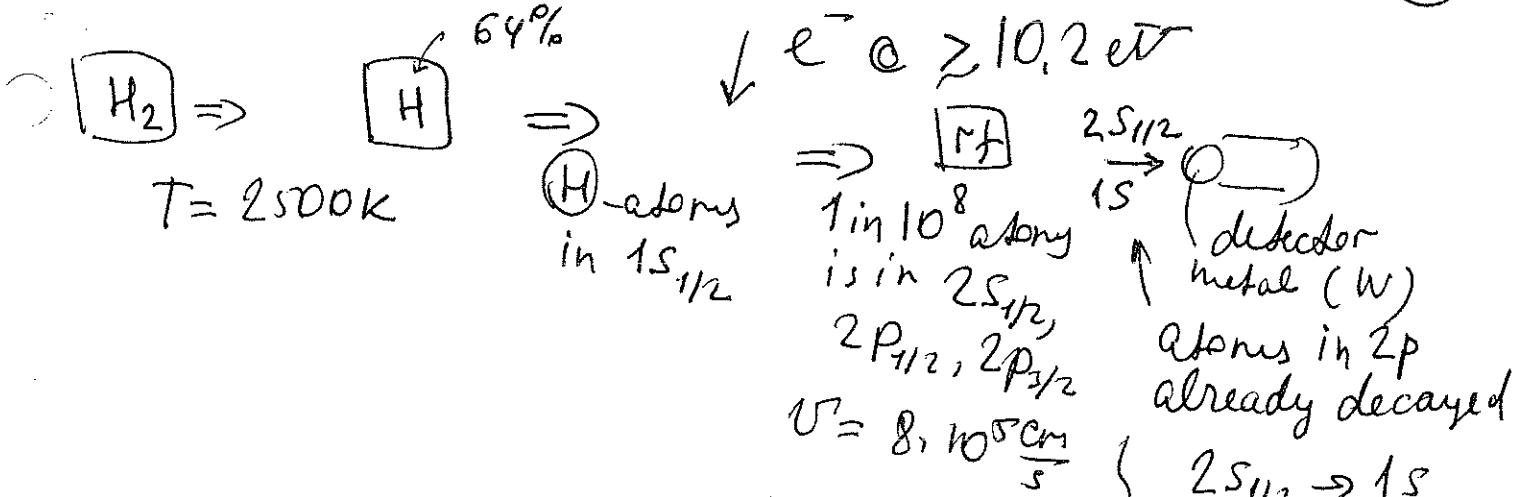 64%
e⁻ @ ≳ 10.2 eV
H₂ ⇒ H ⇒
T = 2500K
H -atoms
in 1S₁/₂
⇒ rf
1 in 10⁸ atoms
is in 2S₁/₂,
2P₁/₂, 2p₃/₂
v = 8.10⁵ cm/s
2S₁/₂
→
1S
detector
metal (W)
atoms in 2p
already decayed
2S₁/₂ → 1S